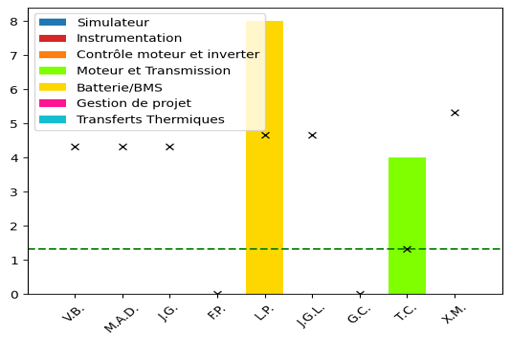 Simulateur
Instrumentation
Contrôle moteur et inverter
Moteur et Transmission
Batterie/BMS
Gestion de projet
Transferts Thermiques
8
7
6
5
4
3
2
1
0
V.B.
M.A.D.
J.G.
F.P.
L.P.
J.G.L.
G.C.
T.C.
X.M.